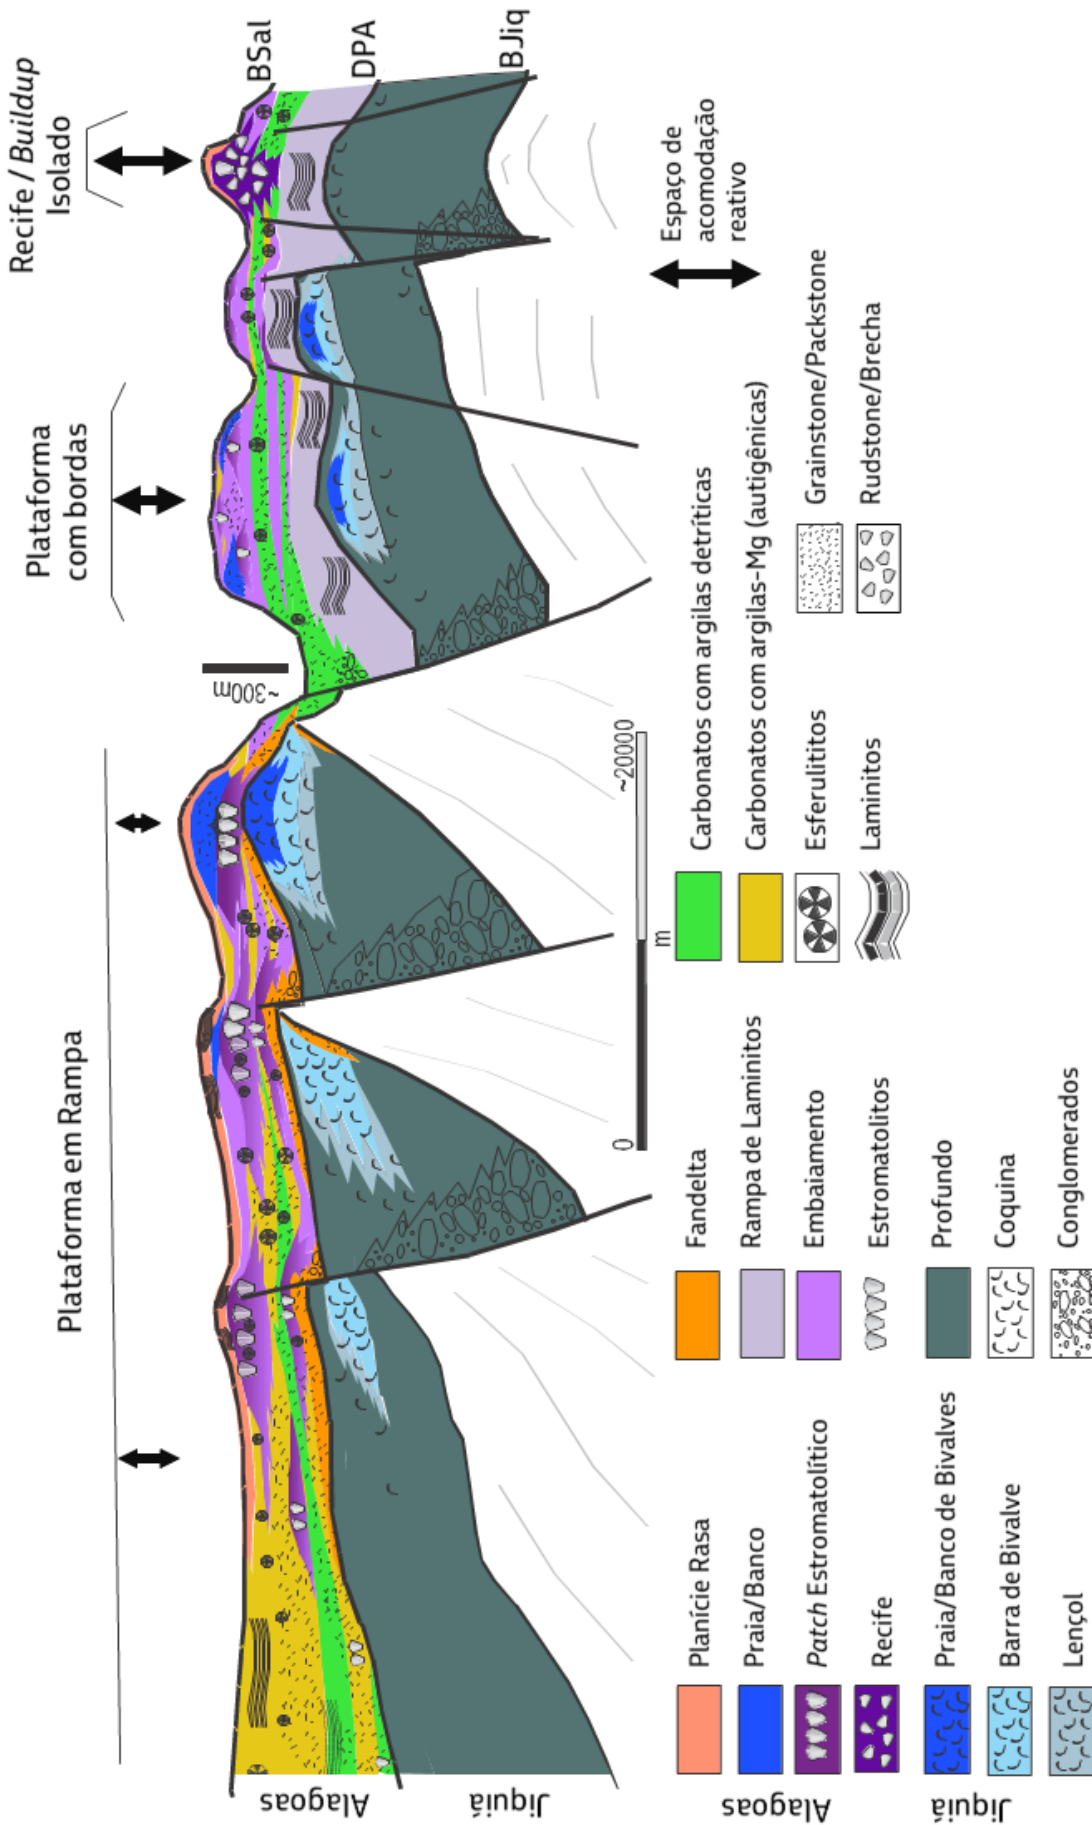 Plataforma em Rampa
Plataforma
com bordas
Recife / Buildup
Isolado
BSal
DPA
BJiq
Alagoas
Jiquiá
~300m
0
~20000
m
Espaço de
acomodação
reativo
Alagoas
Jiquiá
Planície Rasa
Praia/Banco
Patch Estromatolítico
Recife
Praia/Banco de Bivalves
Barra de Bivalve
Lençol
Fandelta
Rampa de Laminitos
Embaiamento
Estromatolitos
Profundo
Coquina
Conglomerados
Carbonatos com argilas detríticas
Carbonatos com argilas-Mg (autigênicas)
Esferulititos
Laminitos
Grainstone/Packstone
Rudstone/Brecha